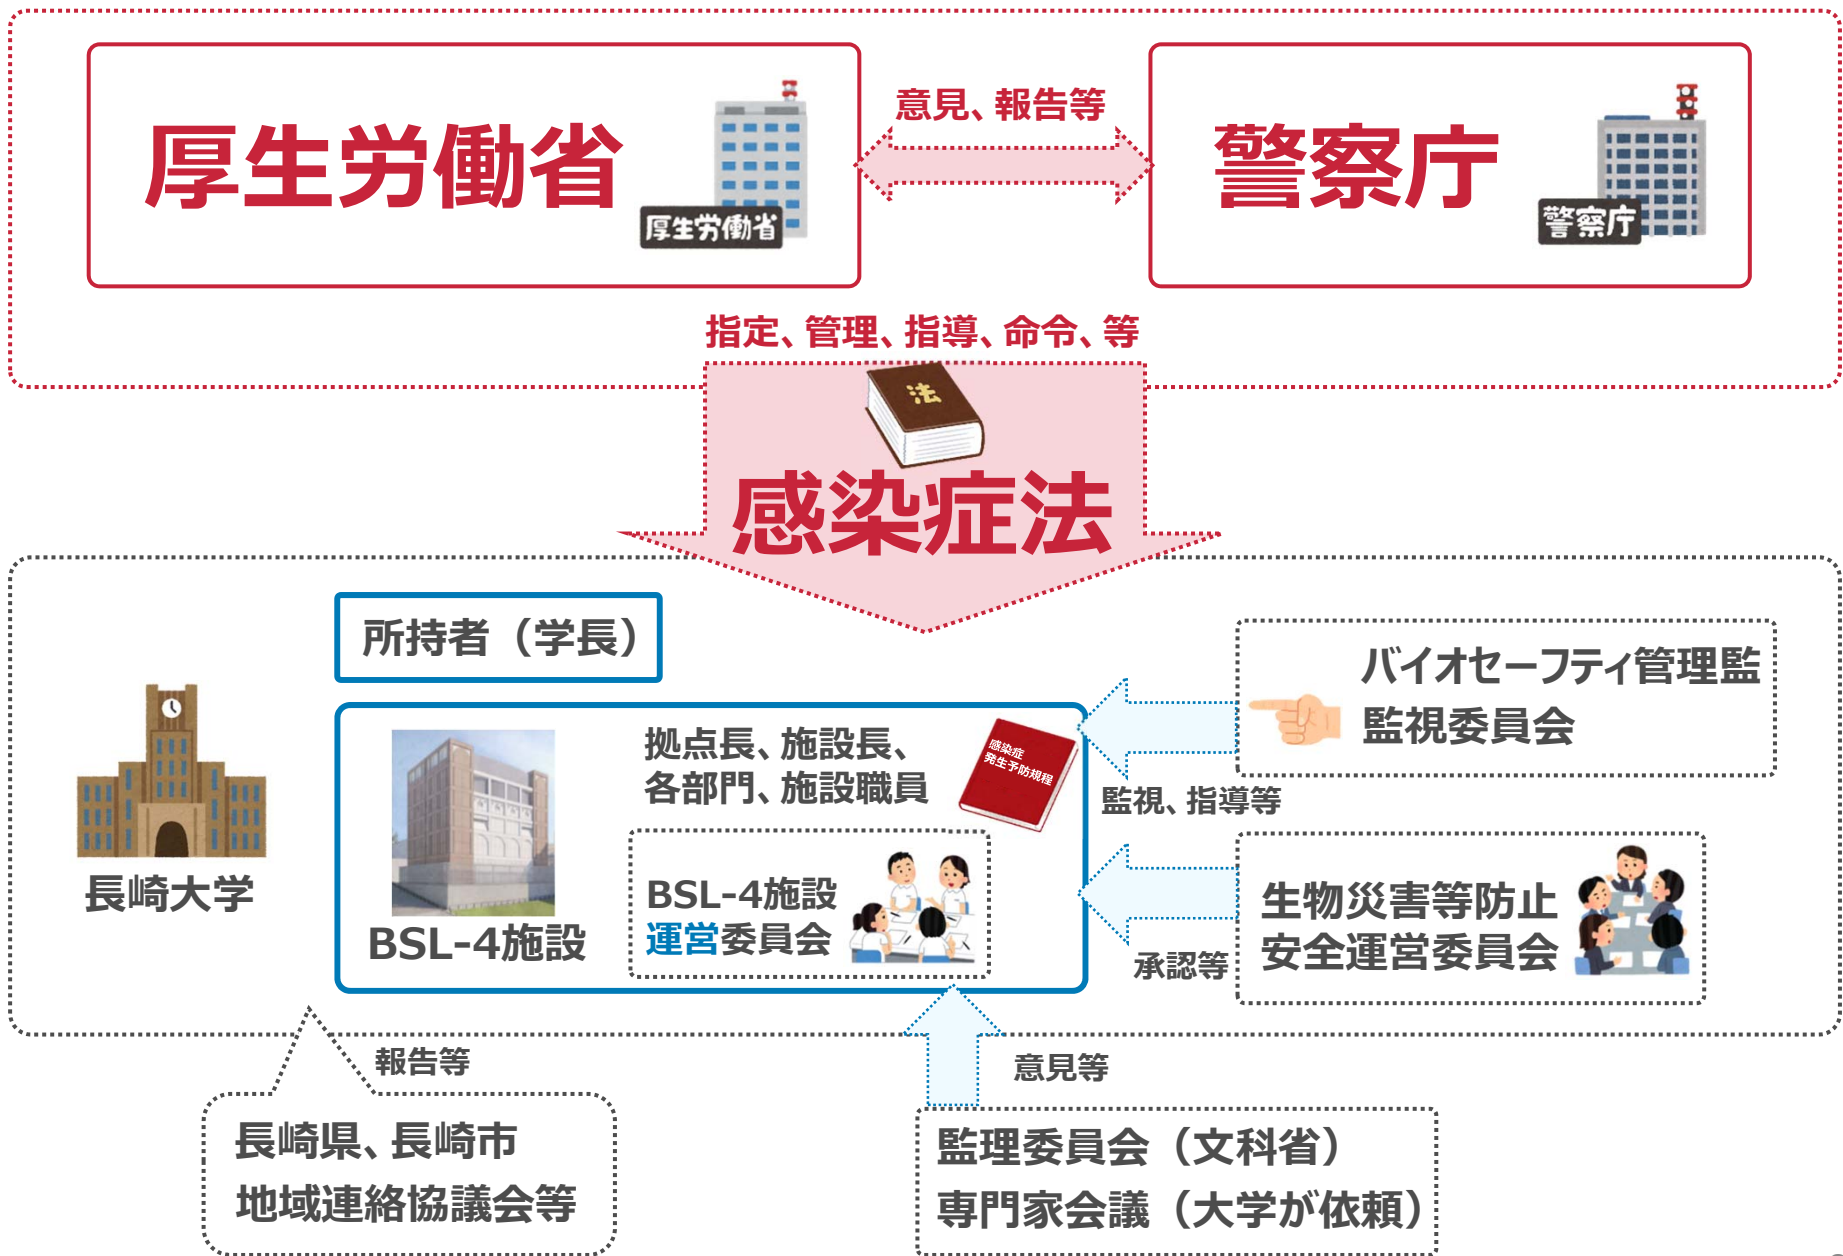 厚生労働省
厚生労働省
意見、報告等
警察庁
警察庁
指定、管理、指導、命令、等
法
感染症法
所持者（学長）
長崎大学
BSL-4施設
拠点長、施設長、
各部門、施設職員
感染症
発生予防規程
BSL-4施設
運営委員会
バイオセーフティ管理監
監視委員会
監視、指導等
生物災害等防止
安全運営委員会
承認等
報告等
長崎県、長崎市
地域連絡協議会等
意見等
監理委員会（文科省）
専門家会議（大学が依頼）